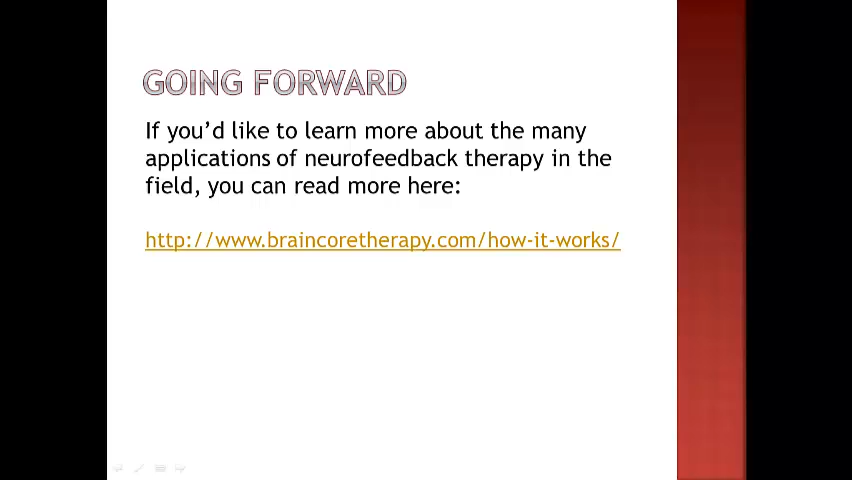 GOING FORWARD
If you’d like to learn more about the many
applications of neurofeedback therapy in the
field, you can read more here:
http://www.braincoretherapy.com/how-it-works/